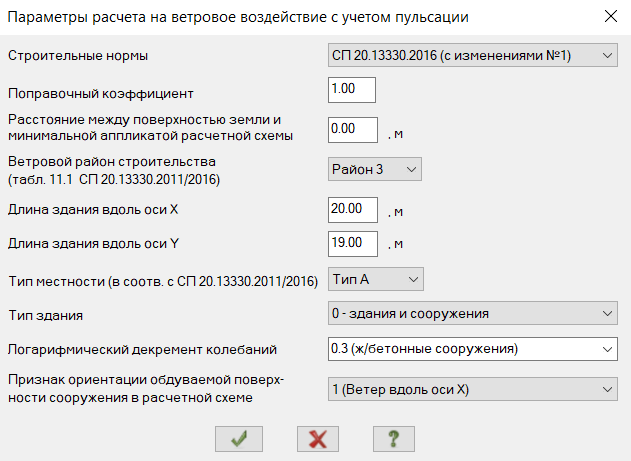 Параметры расчета на ветровое воздействие с учетом пульсации
Строительные нормы
СП 20.13330.2016 (с изменениями №1)
Поправочный коэффициент
1.00
Расстояние между поверхностью земли и
минимальной аппликатой расчетной схемы
0.00 , м
Ветровой район строительства
(табл. 11.1 СП 20.13330.2011/2016)
Район 3
Длина здания вдоль оси X
20.00 , м
Длина здания вдоль оси Y
19.00 , м
Тип местности (в соотв. с СП 20.13330.2011/2016)
Тип А
Тип здания
0 - здания и сооружения
Логарифмический декремент колебаний
0.3 (ж/бетонные сооружения)
Признак ориентации обдуваемой поверх-
ности сооружения в расчетной схеме
1 (Ветер вдоль оси X)
?